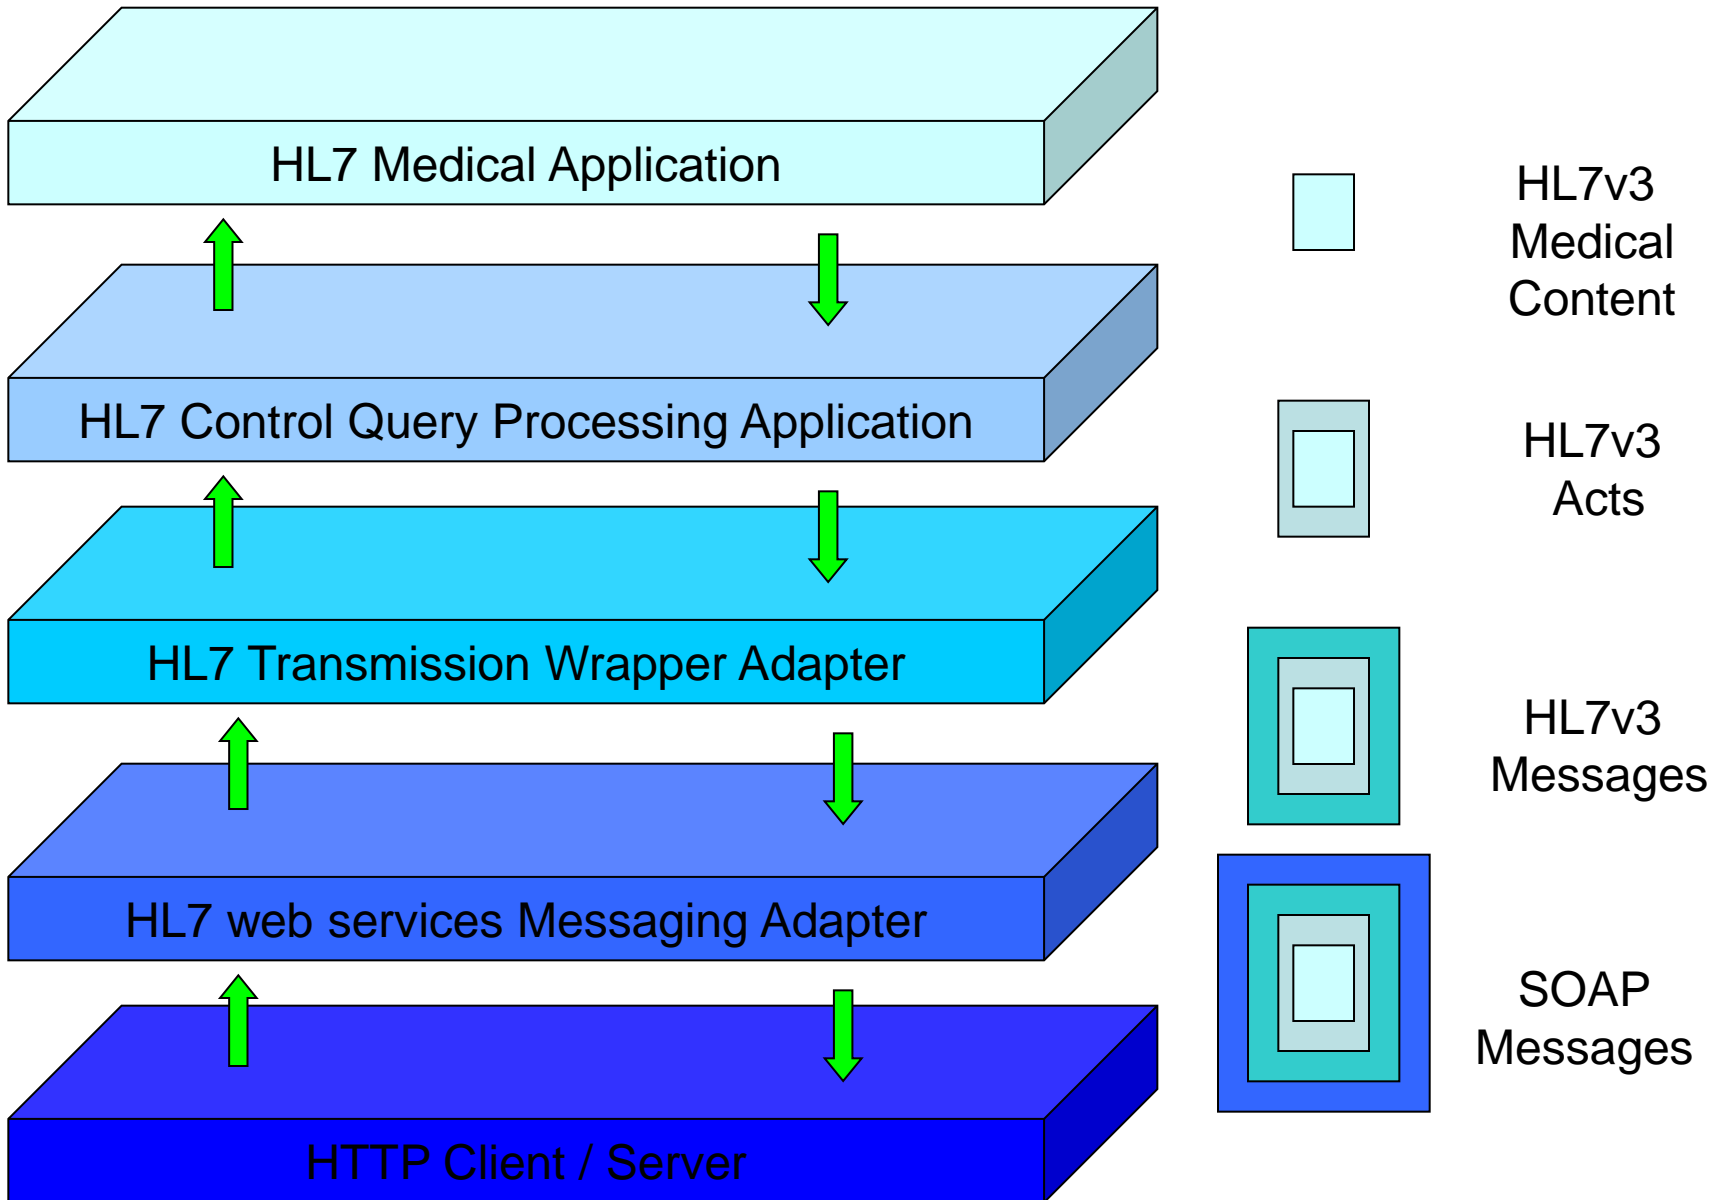 HL7 Medical Application
HL7v3
Medical
Content
HL7 Control Query Processing Application
HL7v3
Acts
HL7 Transmission Wrapper Adapter
HL7v3
Messages
HL7 web services Messaging Adapter
SOAP
Messages
HTTP Client / Server